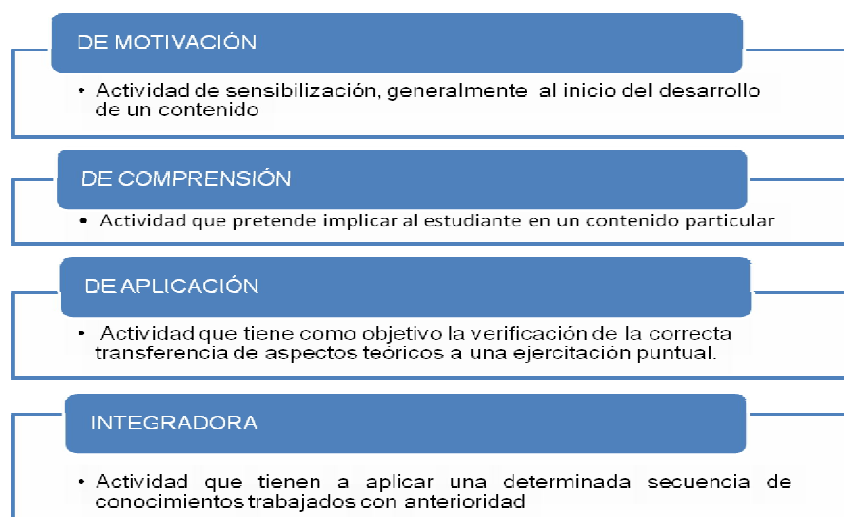 DE MOTIVACIÓN
• Actividad de sensibilización, generalmente al inicio del desarrollo
de un contenido
DE COMPRENSIÓN
• Actividad que pretende implicar al estudiante en un contenido particular
DE APLICACIÓN
• Actividad que tiene como objetivo la verificación de la correcta
transferencia de aspectos teóricos a una ejercitación puntual.
INTEGRADORA
• Actividad que tienen a aplicar una determinada secuencia de
conocimientos trabajados con anterioridad